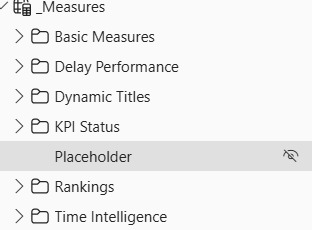 _Measures
Basic Measures
Delay Performance
Dynamic Titles
KPI Status
Placeholder
Rankings
Time Intelligence